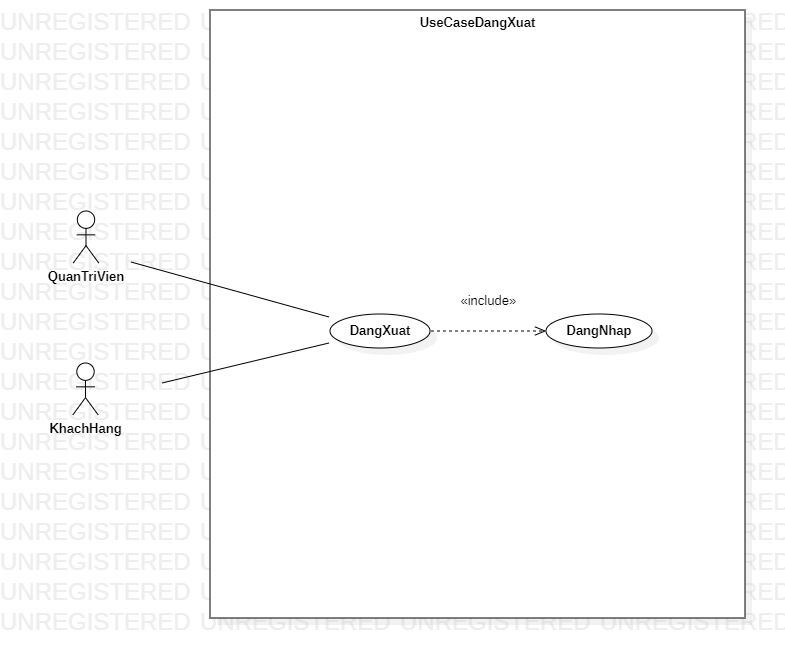 UseCaseDangXuat
QuanTriVien
«include»
DangXuat
DangNhap
KhachHang
UNREGISTERED